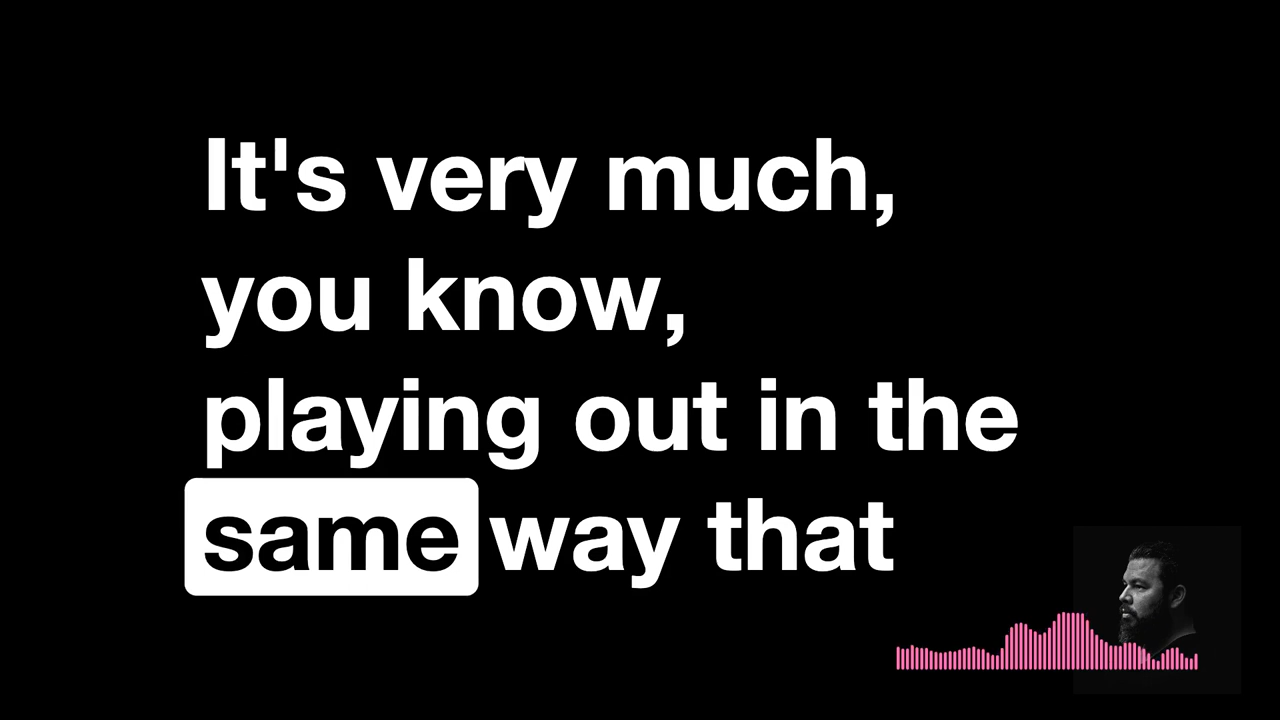 It's very much,
you know,
playing out in the
same way that